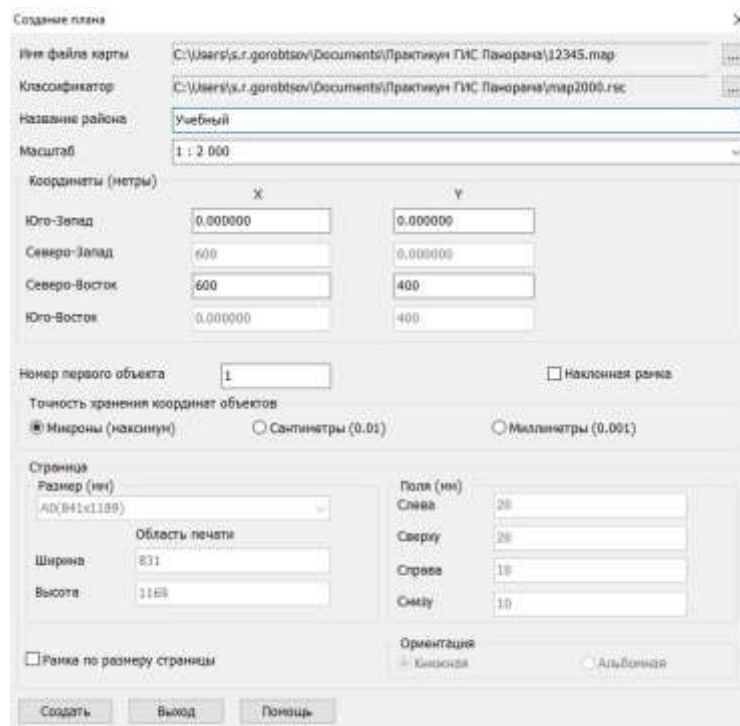 Создание плана
Имя файла карты C:\Users\s.r.gorobtsov\Documents\Практикум ГИС Панорама\12345.map ...
Классификатор C:\Users\s.r.gorobtsov\Documents\Практикум ГИС Панорама\map2000.rsc ...
Название района Учебный
Масштаб 1 : 2 000
Координаты (метры)
X Y
Юго-Запад 0.000000 0.000000
Северо-Запад 600 0.000000
Северо-Восток 600 400
Юго-Восток 0.000000 400
Номер первого объекта 1 Наклонная рамка
Точность хранения координат объектов
Микроны (максимум) Сантиметры (0.01) Миллиметры (0.001)
Страница
Размер (мм) Поля (мм)
A0(841x1189) Слева 20
Область печати Сверху 20
Ширина 831 Справа 10
Высота 1169 Снизу 10
Рамка по размеру страницы Ориентация
Книжная Альбомная
Создать Выход Помощь